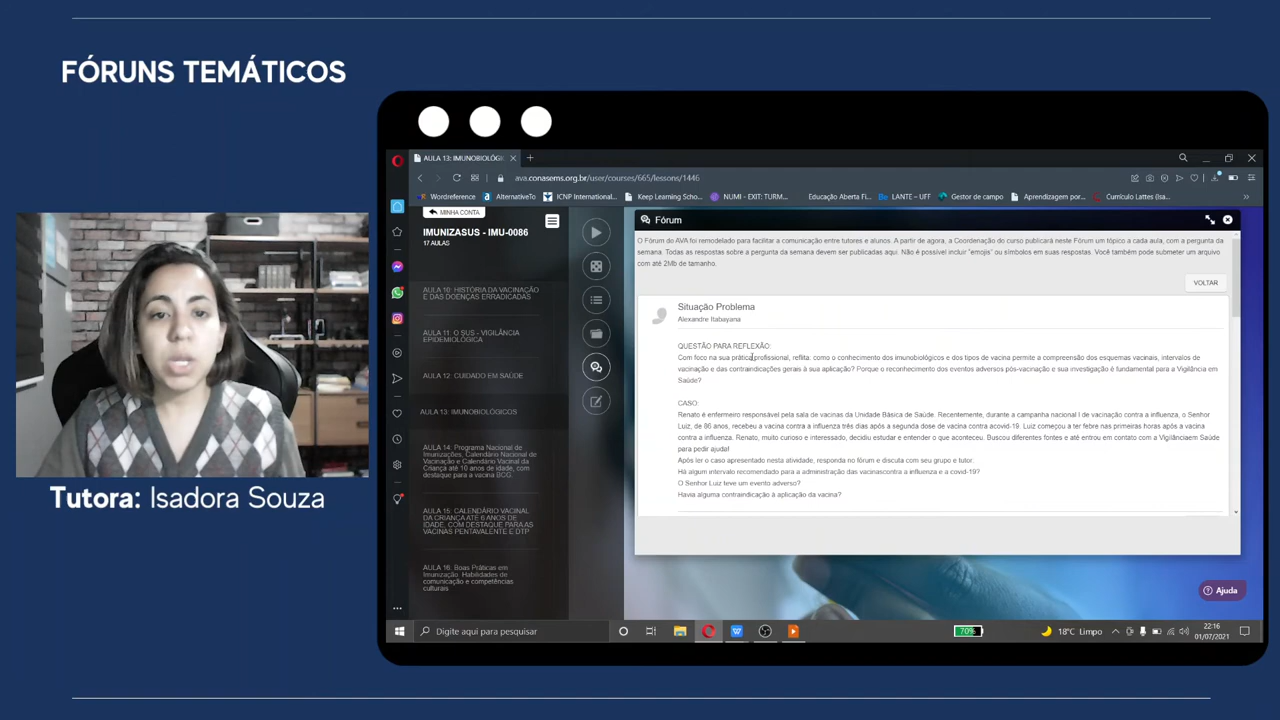 FÓRUNS TEMÁTICOS
AULA 13: IMUNOBIOLÓGI
ava.conasems.org.br/user/courses/665/lessons/1446
Wordreference
AlternativeTo
ICNP International...
Keep Learning Schoo...
NUMI - EXIT: TURM...
Educação Aberta Fi...
LANTE – UFF
Gestor de campo
Aprendizagem por...
Currículo Lattes (Isa...
MINHA CONTA
IMUNIZASUS - IMU-0086
17 AULAS
AULA 10: HISTÓRIA DA VACINAÇÃO
E DAS DOENÇAS ERRADICADAS
AULA 11: O SUS - VIGILÂNCIA
EPIDEMIOLÓGICA
AULA 12: CUIDADO EM SAÚDE
AULA 13: IMUNOBIOLÓGICOS
AULA 14: Programa Nacional de
Imunizações, Calendário Nacional de
Vacinação e Calendário Vacinal da
Criança até 10 anos de idade, com
destaque para a vacina BCG.
AULA 15: CALENDÁRIO VACINAL
DA CRIANÇA ATÉ 6 ANOS DE
IDADE, COM DESTAQUE PARA AS
VACINAS PENTAVALENTE E DTP
AULA 16: Boas Práticas em
Imunização: Habilidades de
comunicação e competências
culturais
Fórum
O Fórum do AVA foi remodelado para facilitar a comunicação entre tutores e alunos. A partir de agora, a Coordenação do curso publicará neste Fórum um tópico a cada aula, com a pergunta da
semana. Todas as respostas sobre a pergunta da semana devem ser publicadas aqui. Não é possível incluir "emojis" ou símbolos em suas respostas. Você também pode submeter um arquivo
com até 2Mb de tamanho.
VOLTAR
Situação Problema
Alexandre Itabayana
QUESTÃO PARA REFLEXÃO:
Com foco na sua prática profissional, reflita: como o conhecimento dos imunobiológicos e dos tipos de vacina permite a compreensão dos esquemas vacinais, intervalos de
vacinação e das contraindicações gerais à sua aplicação? Porque o reconhecimento dos eventos adversos pós-vacinação e sua investigação é fundamental para a Vigilância em
Saúde?
CASO:
Renato é enfermeiro responsável pela sala de vacinas da Unidade Básica de Saúde. Recentemente, durante a campanha nacional l de vacinação contra a influenza, o Senhor
Luiz, de 86 anos, recebeu a vacina contra a influenza três dias após a segunda dose de vacina contra acovid-19. Luiz começou a ter febre nas primeiras horas após a vacina
contra a influenza. Renato, muito curioso e interessado, decidiu estudar e entender o que aconteceu. Buscou diferentes fontes e até entrou em contato com a Vigilânciaem Saúde
para pedir ajuda!
Após ler o caso apresentado nesta atividade, responda no fórum e discuta com seu grupo e tutor.
Há algum intervalo recomendado para a administração das vacinascontra a influenza e a covid-19?
O Senhor Luiz teve um evento adverso?
Havia alguma contraindicação à aplicação da vacina?
Ajuda
Tutora: Isadora Souza
Digite aqui para pesquisar
70%
18°C Limpo
22:16
01/07/2021